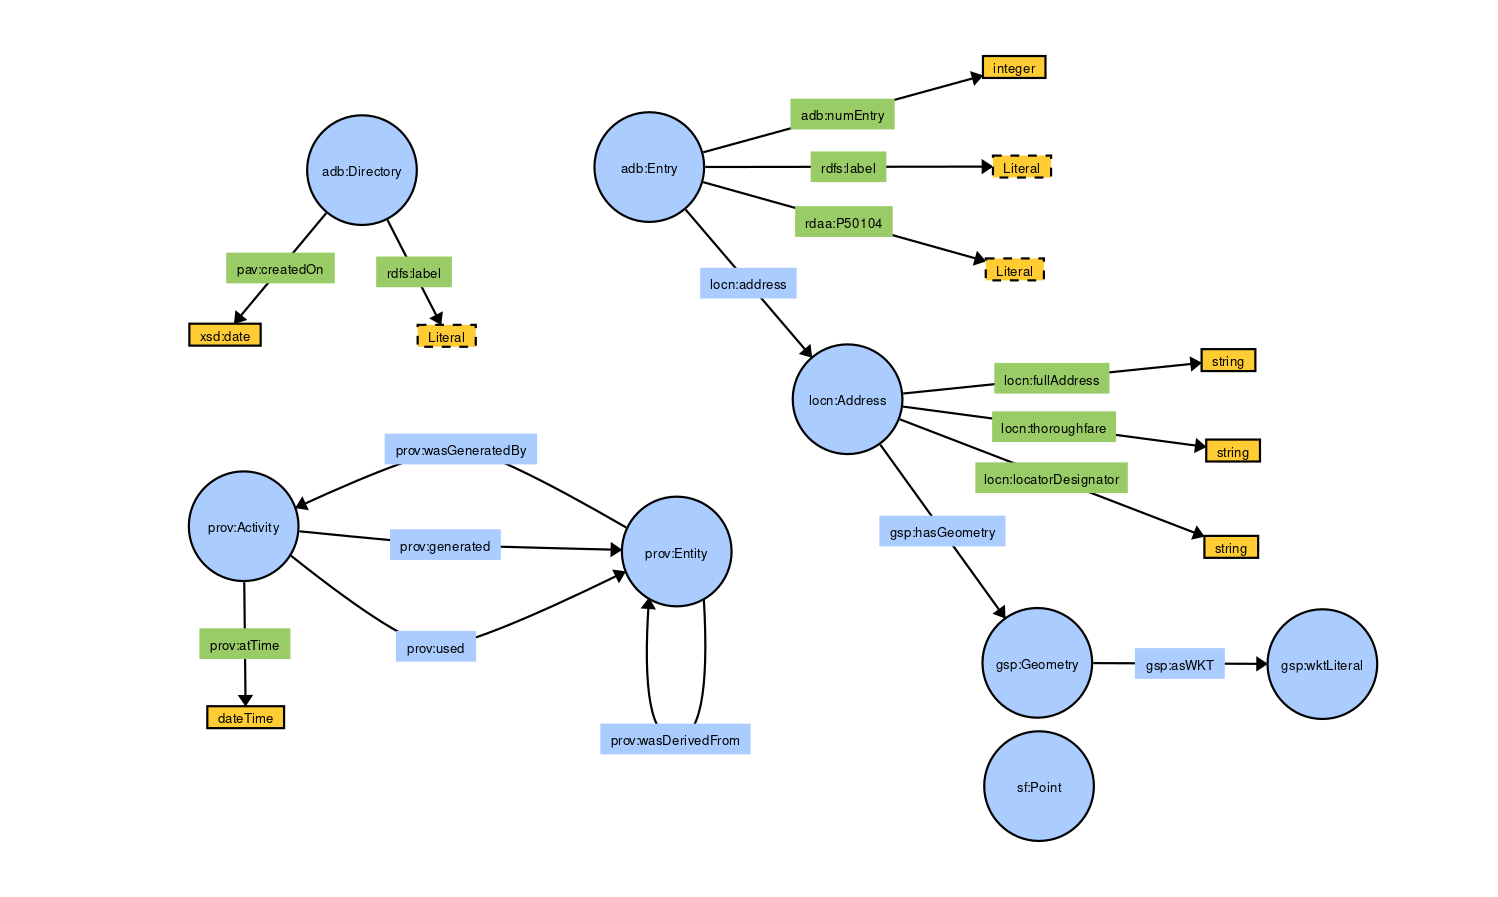 integer
adb:numEntry
adb:Directory
adb:Entry
rdfs:label
Literal
rdaa:P50104
pav:createdOn
rdfs:label
Literal
locn:address
xsd:date
Literal
string
locn:fullAddress
locn:Address
locn:thoroughfare
string
prov:wasGeneratedBy
locn:locatorDesignator
prov:Activity
gsp:hasGeometry
string
prov:generated
prov:Entity
prov:atTime
prov:used
gsp:Geometry
gsp:asWKT
gsp:wktLiteral
dateTime
prov:wasDerivedFrom
sf:Point